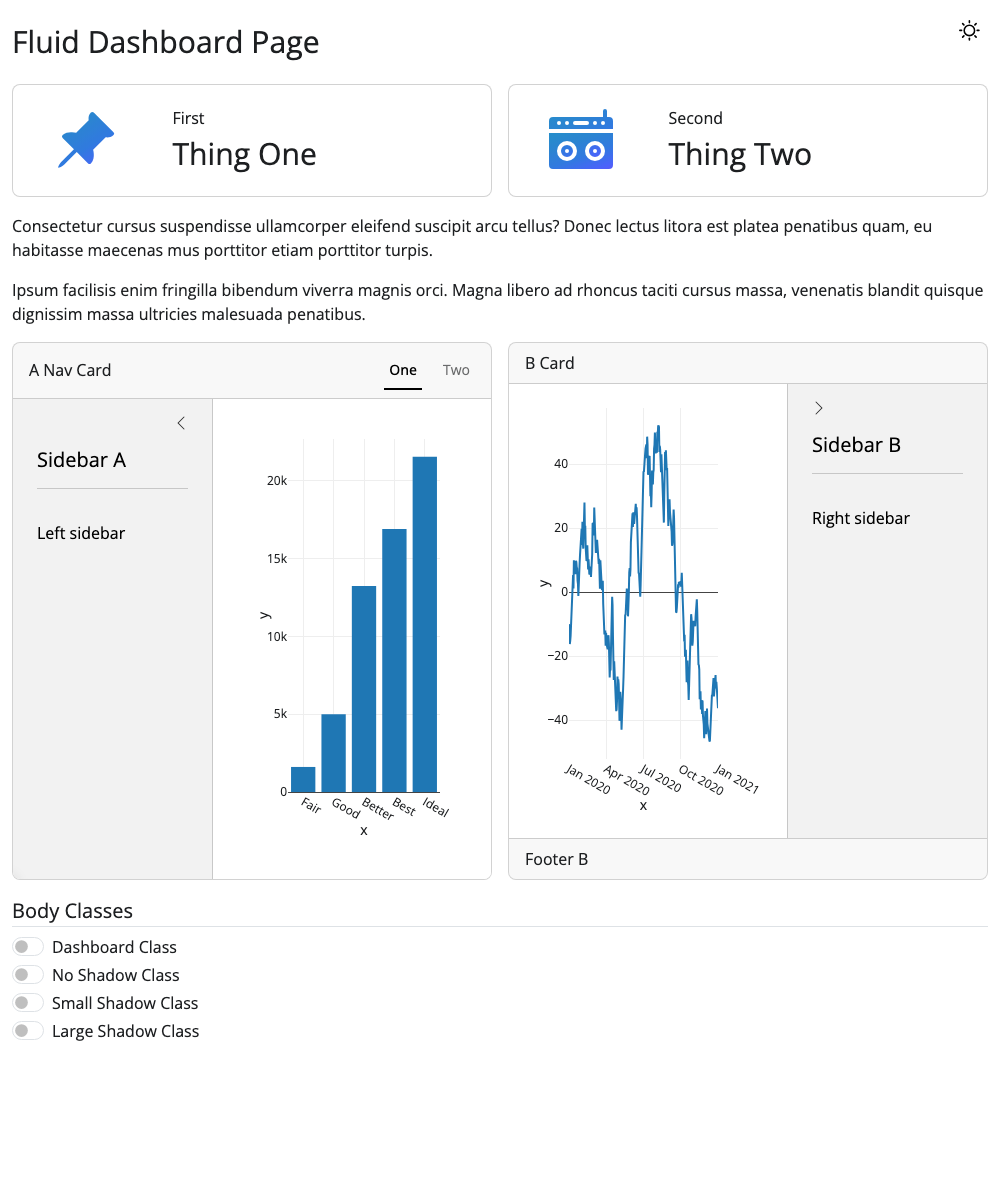 Fluid Dashboard Page
First
Thing One
Second
Thing Two
Consectetur cursus suspendisse ullamcorper eleifend suscipit arcu tellus? Donec lectus litora est platea penatibus quam, eu
habitasse maecenas mus porttitor etiam porttitor turpis.
Ipsum facilisis enim fringilla bibendum viverra magnis orci. Magna libero ad rhoncus taciti cursus massa, venenatis blandit quisque
dignissim massa ultricies malesuada penatibus.
A Nav Card
One
Two
Sidebar A
Left sidebar
20k
15k
10k
5k
0
y
Fair
Good
Better
Best
Ideal
x
B Card
40
20
0
−20
−40
y
Jan 2020
Apr 2020
Jul 2020
Oct 2020
Jan 2021
x
Sidebar B
Right sidebar
Footer B
Body Classes
Dashboard Class
No Shadow Class
Small Shadow Class
Large Shadow Class